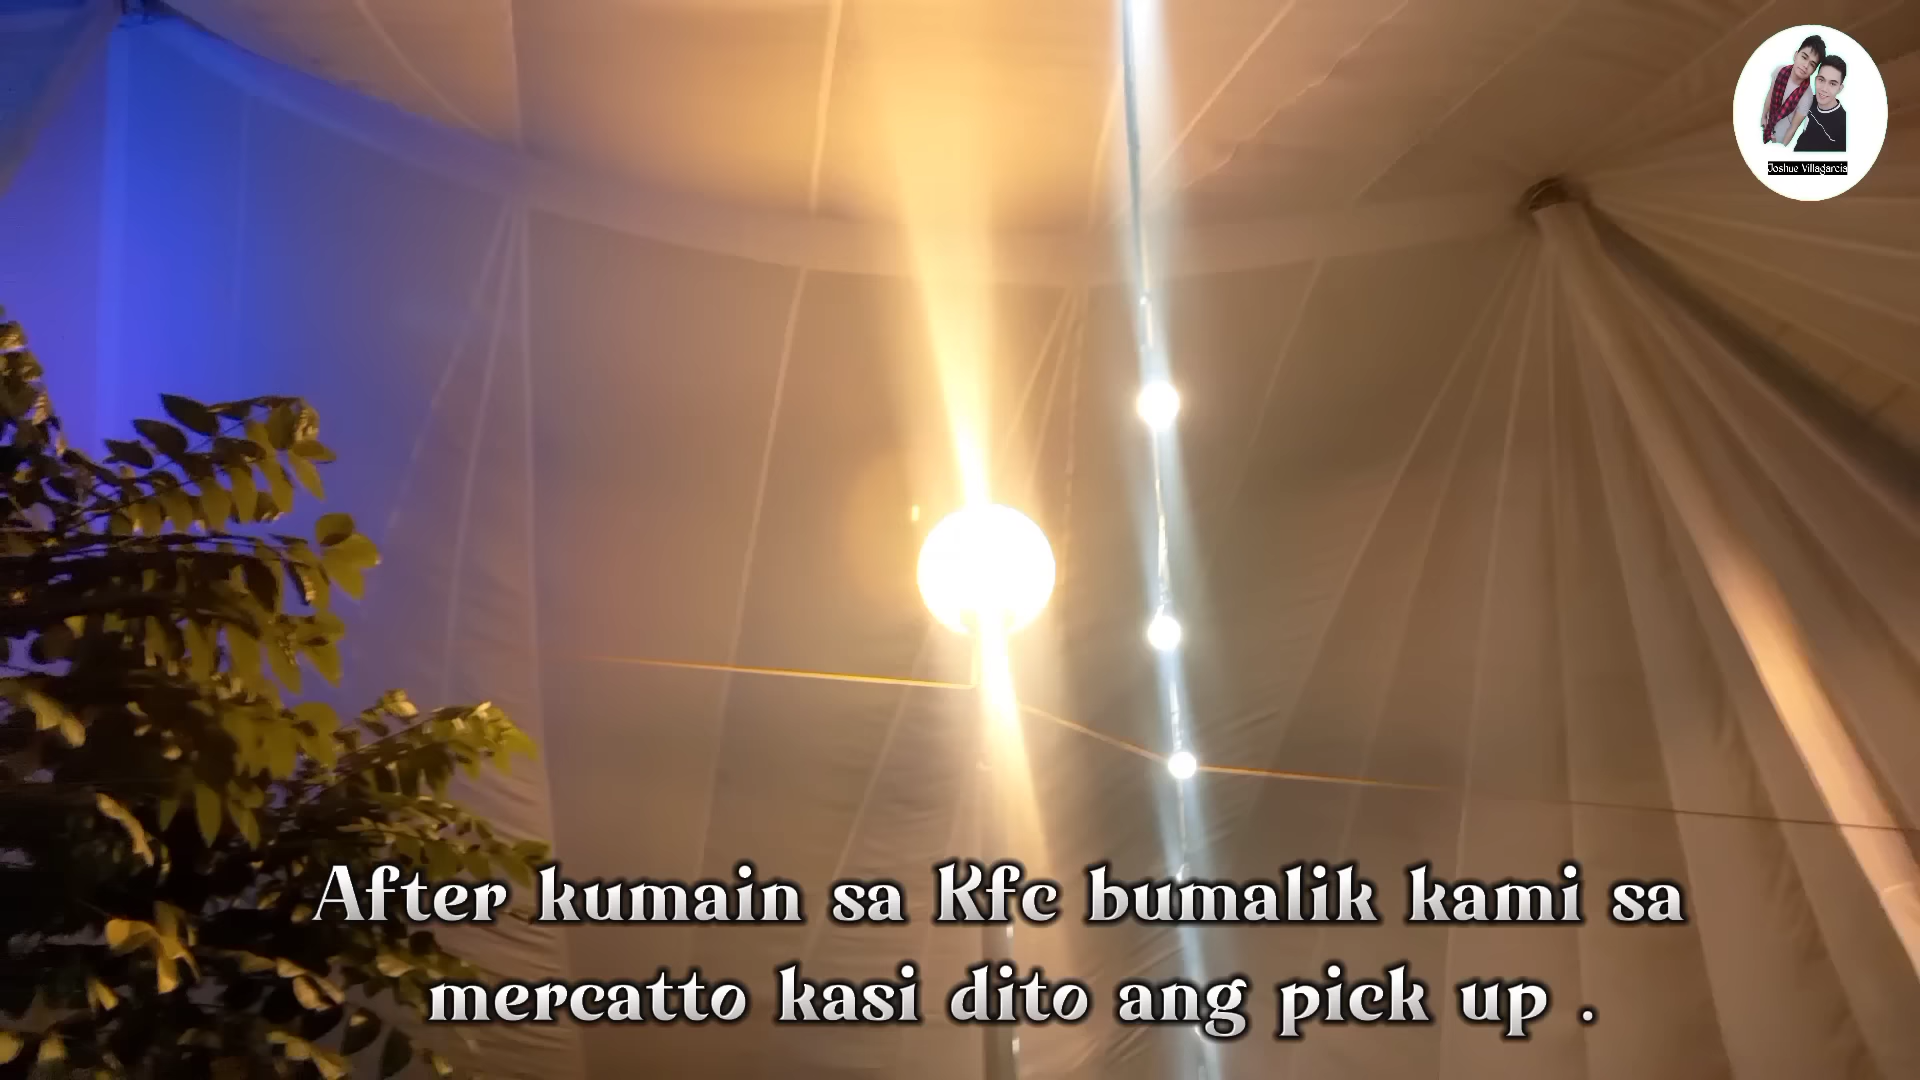 Joshue Villagarcia
After kumain sa Kfc bumalik kami sa
mercatto kasi dito ang pick up .